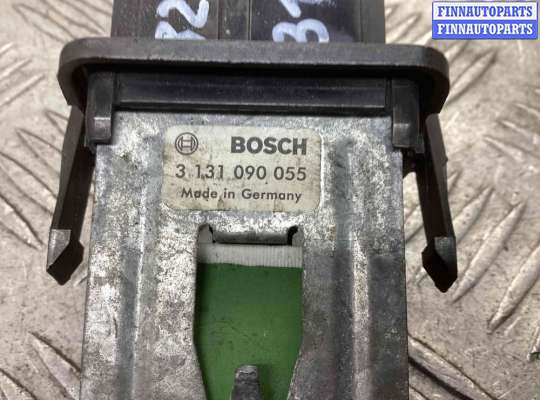 FINNAUTOPARTS
FINNAUTOPARTS
BOSCH
3 131 090 055
Made in Germany